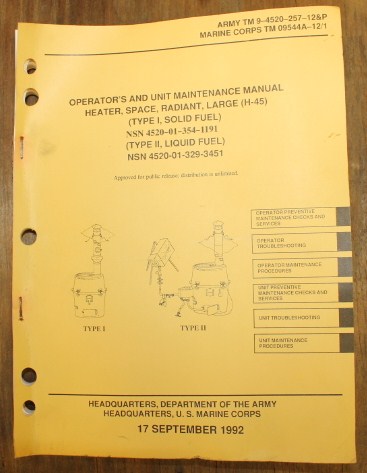 ARMY TM 9-4520-257-12&P
MARINE CORPS TM 09544A-12/1
OPERATOR'S AND UNIT MAINTENANCE MANUAL
HEATER, SPACE, RADIANT, LARGE (H-45)
(TYPE I, SOLID FUEL)
NSN 4520-01-354-1191
(TYPE II, LIQUID FUEL)
NSN 4520-01-329-3451
Approved for public release; distribution is unlimited.
OPERATOR PREVENTIVE
MAINTENANCE CHECKS AND
SERVICES
OPERATOR
TROUBLESHOOTING
OPERATOR MAINTENANCE
PROCEDURES
UNIT PREVENTIVE
MAINTENANCE CHECKS AND
SERVICES
UNIT TROUBLESHOOTING
UNIT MAINTENANCE
PROCEDURES
TYPE I
TYPE II
HEADQUARTERS, DEPARTMENT OF THE ARMY
HEADQUARTERS, U. S. MARINE CORPS
17 SEPTEMBER 1992